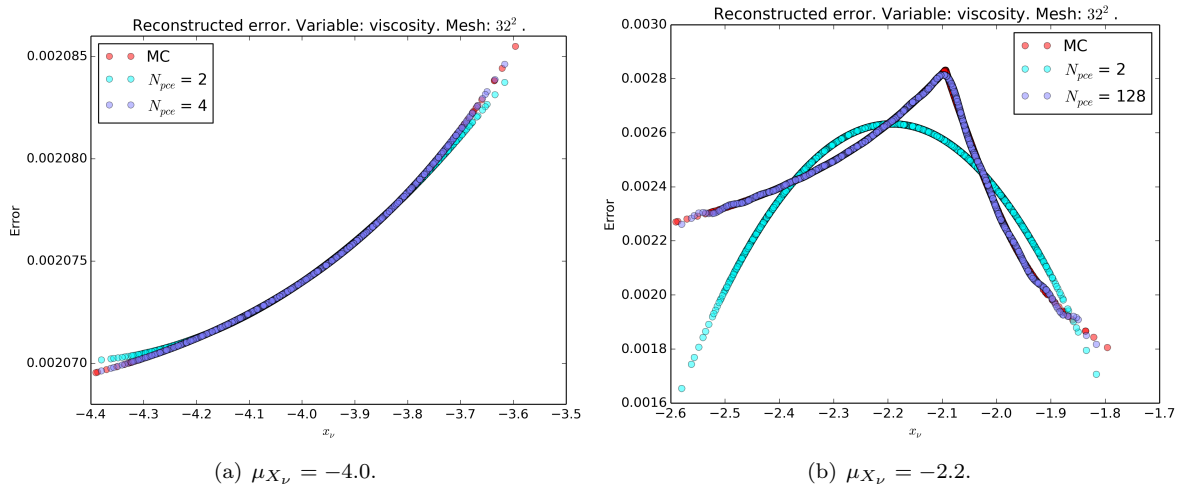 Reconstructed error. Variable: viscosity. Mesh: 32².
0.002085
0.002080
0.002075
0.002070
Error
MC
N_pce = 2
N_pce = 4
−4.4 −4.3 −4.2 −4.1 −4.0 −3.9 −3.8 −3.7 −3.6 −3.5
x_ν
(a) μ_{X_ν} = −4.0.
Reconstructed error. Variable: viscosity. Mesh: 32².
0.0030
0.0028
0.0026
0.0024
0.0022
0.0020
0.0018
0.0016
Error
MC
N_pce = 2
N_pce = 128
−2.6 −2.5 −2.4 −2.3 −2.2 −2.1 −2.0 −1.9 −1.8 −1.7
x_ν
(b) μ_{X_ν} = −2.2.